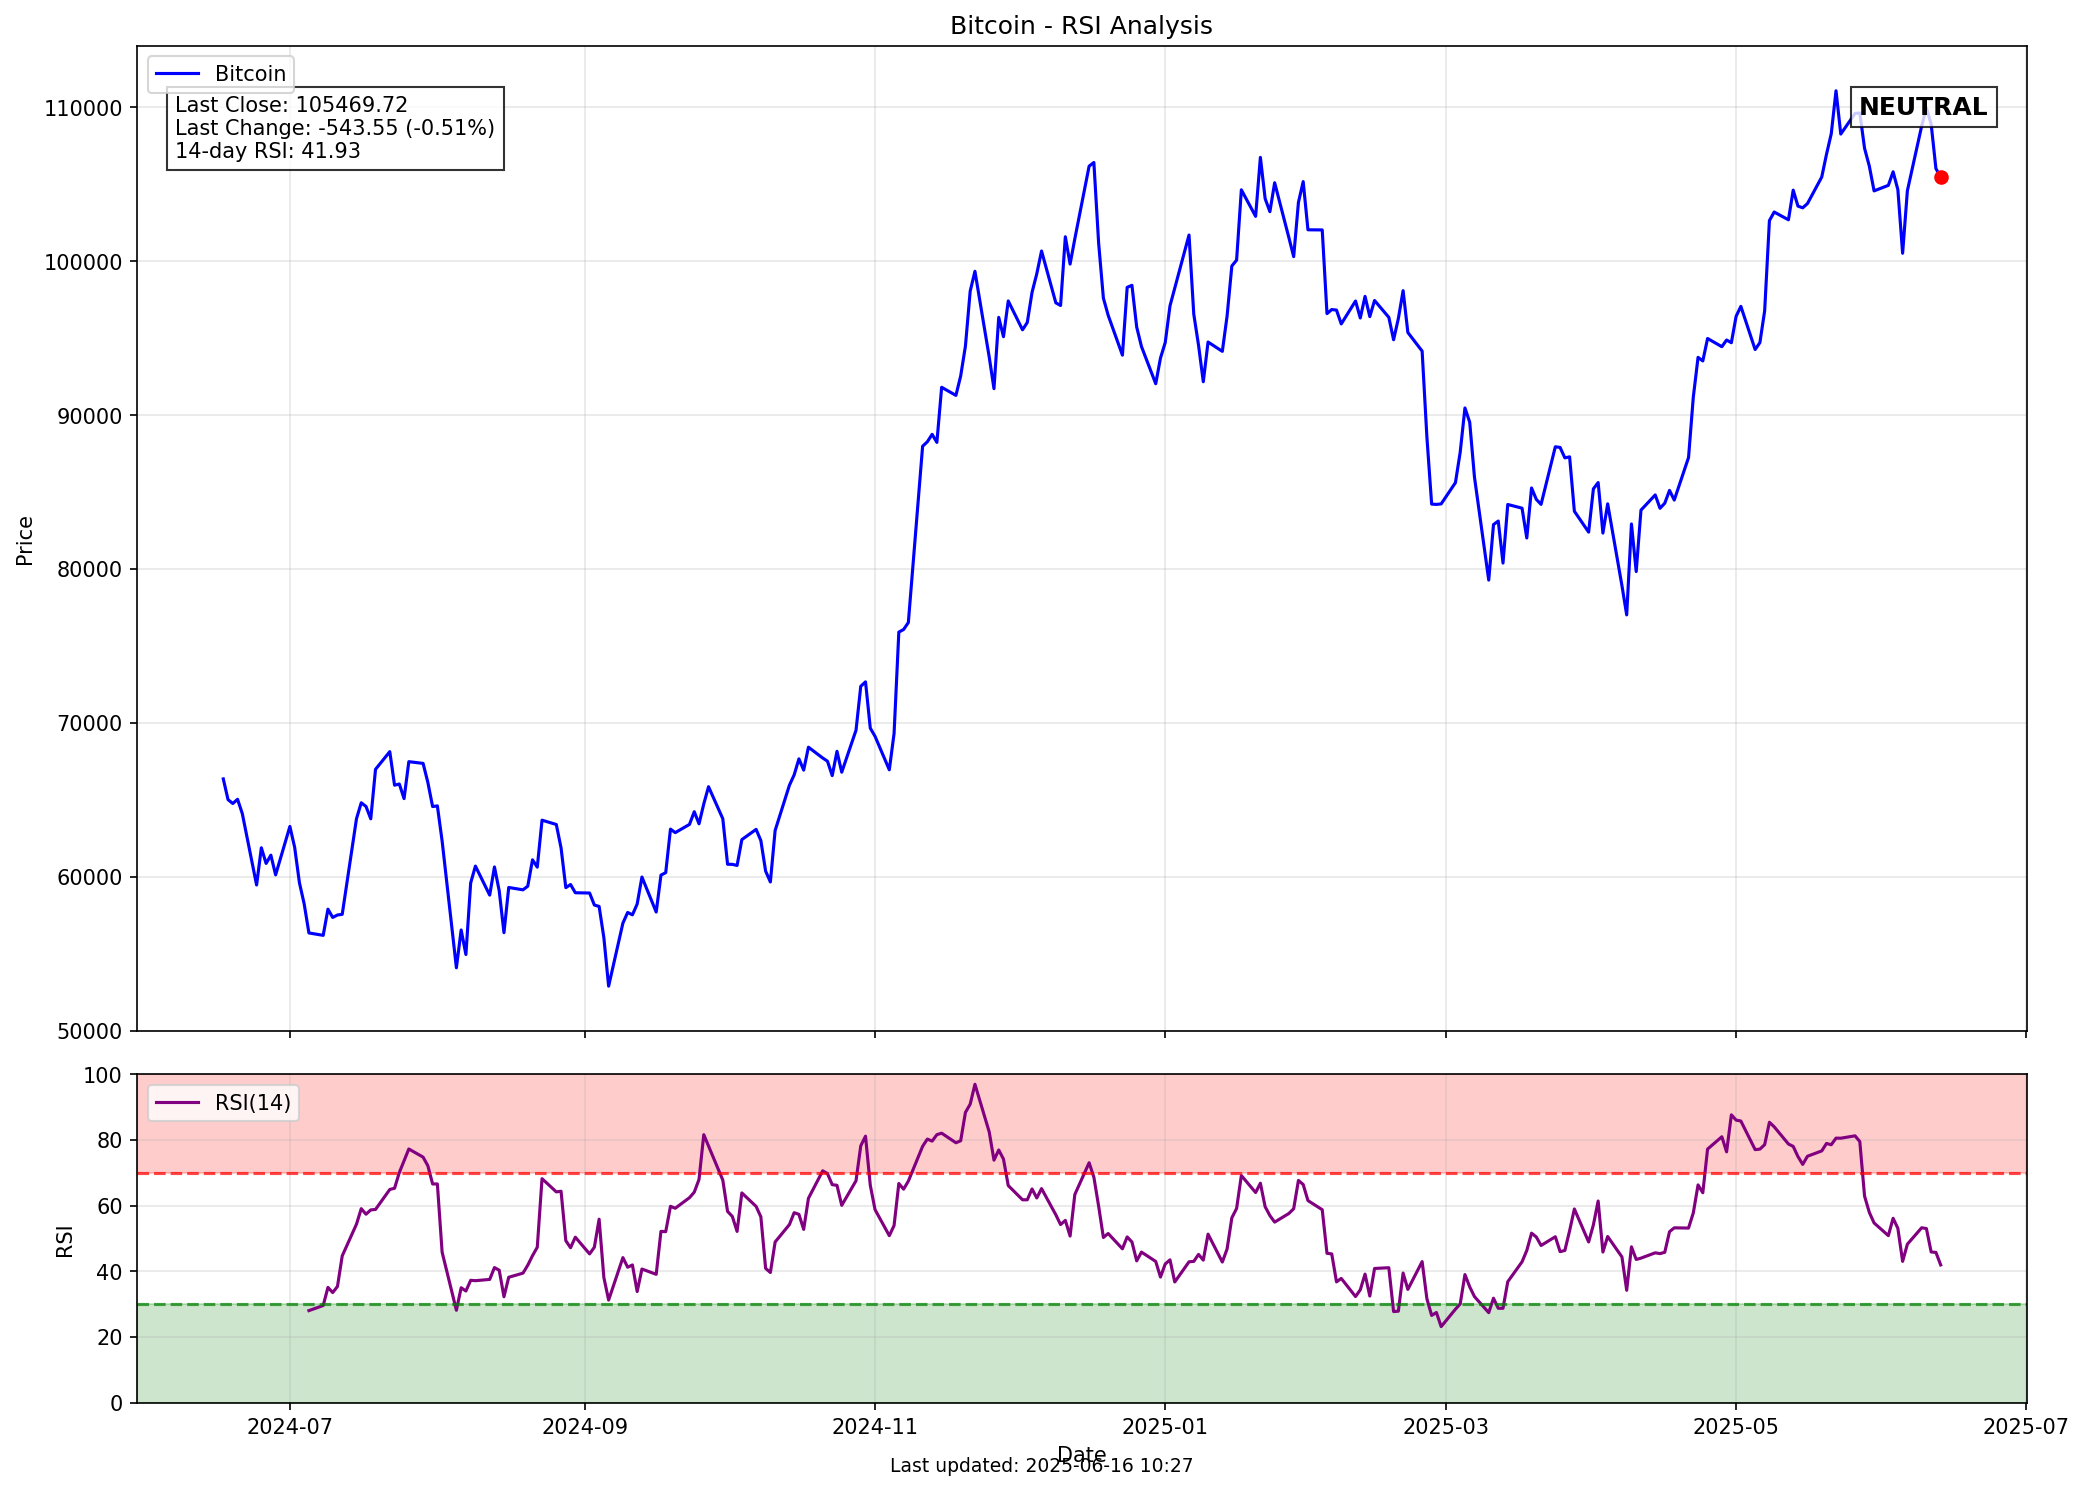 Bitcoin - RSI Analysis
Bitcoin
Last Close: 105469.72
Last Change: -543.55 (-0.51%)
14-day RSI: 41.93
NEUTRAL
Price
110000
100000
90000
80000
70000
60000
50000
RSI(14)
RSI
100
80
60
40
20
0
2024-07
2024-09
2024-11
2025-01
2025-03
2025-05
2025-07
Date
Last updated: 2025-06-16 10:27